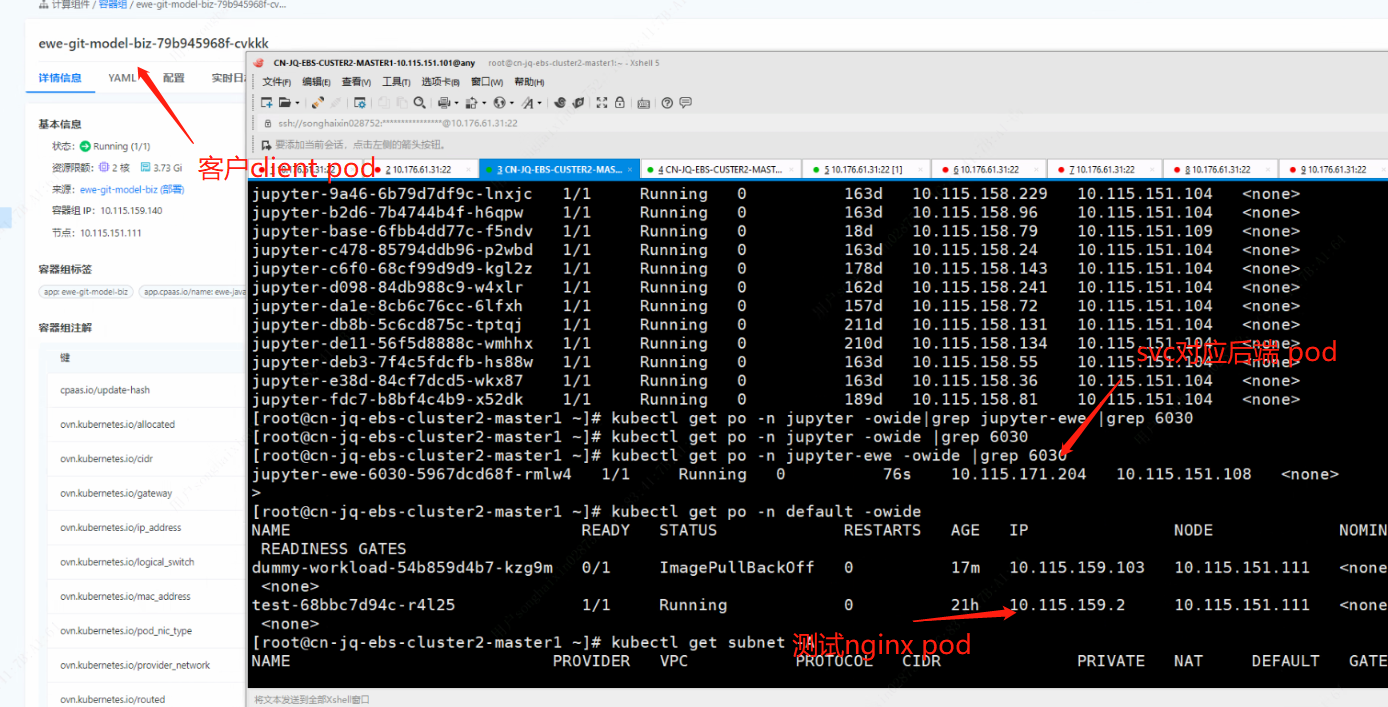 计算组件 / 容器组 / ewe-git-model-biz-79b945968f-cv...
ewe-git-model-biz-79b945968f-cvkkk
详情信息 YAML 配置 实时日
客户client pod
基本信息
状态: Running (1/1)
资源限额: 2 核 3.73 Gi
来源: ewe-git-model-biz (部署)
容器组 IP: 10.115.159.140
节点: 10.115.151.111
容器组标签
app: ewe-git-model-biz app.cpaas.io/name: ewe-java
容器组注解
键
cpaas.io/update-hash
ovn.kubernetes.io/allocated
ovn.kubernetes.io/cidr
ovn.kubernetes.io/gateway
ovn.kubernetes.io/ip_address
ovn.kubernetes.io/logical_switch
ovn.kubernetes.io/mac_address
ovn.kubernetes.io/pod_nic_type
ovn.kubernetes.io/provider_network
ovn.kubernetes.io/routed
CN-JQ-EBS-CUSTER2-MASTER1-10.115.151.101@any root@cn-jq-ebs-cluster2-master1:~ - Xshell 5
文件(F) 编辑(E) 查看(V) 工具(T) 选项卡(B) 窗口(W) 帮助(H)
ssh://songhaixin028752:****************@10.176.61.31:22
要添加当前会话，点击左侧的箭头按钮。
10.176.61.31:22 2 10.176.61.31:22 3 CN-JQ-EBS-CUSTER2-MAS... 4 CN-JQ-EBS-CUSTER2-MAST... 5 10.176.61.31:22 [1] 6 10.176.61.31:22 7 10.176.61.31:22 8 10.176.61.31:22 9 10.176.61.31:22
jupyter-9a46-6b79d7df9c-lnxjc 1/1 Running 0 163d 10.115.158.229 10.115.151.104 <none>
jupyter-b2d6-7b4744b4f-h6qpw 1/1 Running 0 163d 10.115.158.96 10.115.151.104 <none>
jupyter-base-6fbb4dd77c-f5ndv 1/1 Running 0 18d 10.115.158.79 10.115.151.109 <none>
jupyter-c478-85794ddb96-p2wbd 1/1 Running 0 163d 10.115.158.24 10.115.151.104 <none>
jupyter-c6f0-68cf99d9d9-kgl2z 1/1 Running 0 178d 10.115.158.143 10.115.151.104 <none>
jupyter-d098-84db988c9-w4xlr 1/1 Running 0 162d 10.115.158.241 10.115.151.104 <none>
jupyter-da1e-8cb6c76cc-6lfxh 1/1 Running 0 157d 10.115.158.72 10.115.151.104 <none>
jupyter-db8b-5c6cd875c-tptqj 1/1 Running 0 211d 10.115.158.131 10.115.151.104 <none>
jupyter-de11-56f5d8888c-wmhhx 1/1 Running 0 210d 10.115.158.134 10.115.151.104 <none>
svc对应后端 pod
jupyter-deb3-7f4c5fdcfb-hs88w 1/1 Running 0 163d 10.115.158.55 10.115.151.104 <none>
jupyter-e38d-84cf7dcd5-wkx87 1/1 Running 0 163d 10.115.158.36 10.115.151.104 <none>
jupyter-fdc7-b8bf4c4b9-x52dk 1/1 Running 0 189d 10.115.158.81 10.115.151.104 <none>
[root@cn-jq-ebs-cluster2-master1 ~]# kubectl get po -n jupyter -owide|grep jupyter-ewe |grep 6030
[root@cn-jq-ebs-cluster2-master1 ~]# kubectl get po -n jupyter -owide |grep 6030
[root@cn-jq-ebs-cluster2-master1 ~]# kubectl get po -n jupyter-ewe -owide |grep 6030
jupyter-ewe-6030-5967dcd68f-rmlw4 1/1 Running 0 76s 10.115.171.204 10.115.151.108 <none>
>
[root@cn-jq-ebs-cluster2-master1 ~]# kubectl get po -n default -owide
NAME READY STATUS RESTARTS AGE IP NODE NOMIN
READINESS GATES
dummy-workload-54b859d4b7-kzg9m 0/1 ImagePullBackOff 0 17m 10.115.159.103 10.115.151.111 <none
<none>
test-68bbc7d94c-r4l25 1/1 Running 0 21h 10.115.159.2 10.115.151.111 <none
<none>
[root@cn-jq-ebs-cluster2-master1 ~]# kubectl get subnet -A
测试nginx pod
NAME PROVIDER VPC PROTOCOL CIDR PRIVATE NAT DEFAULT GATE
将文本发送到全部Xshell窗口